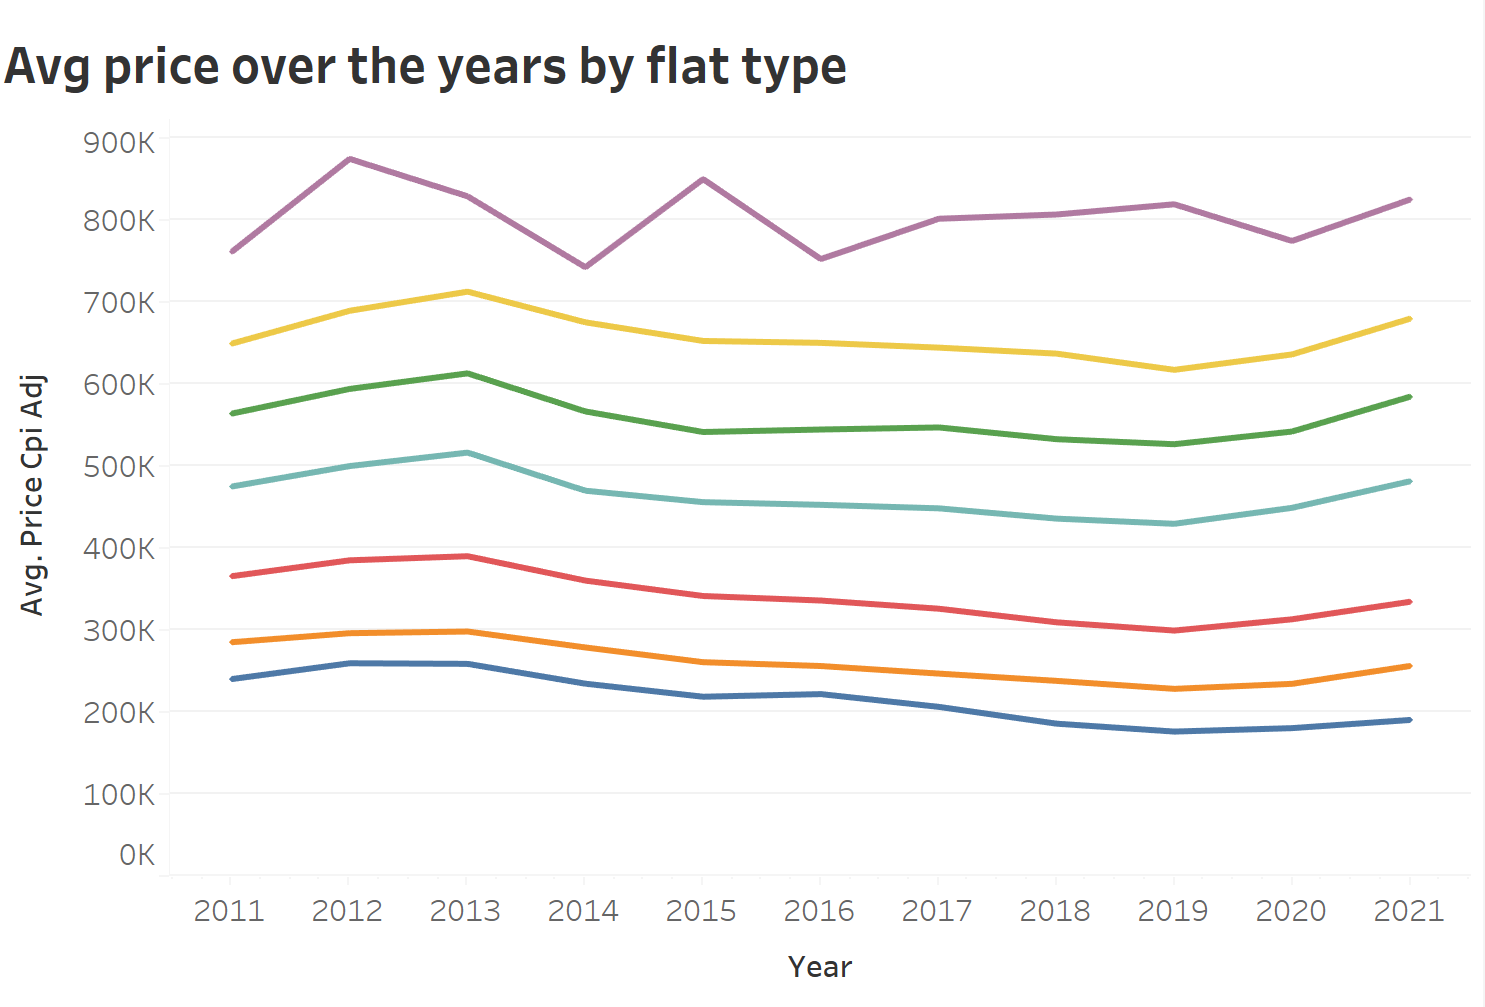 Avg price over the years by flat type
900K
800K
700K
600K
500K
400K
300K
200K
100K
0K
Avg. Price Cpi Adj
2011 2012 2013 2014 2015 2016 2017 2018 2019 2020 2021
Year